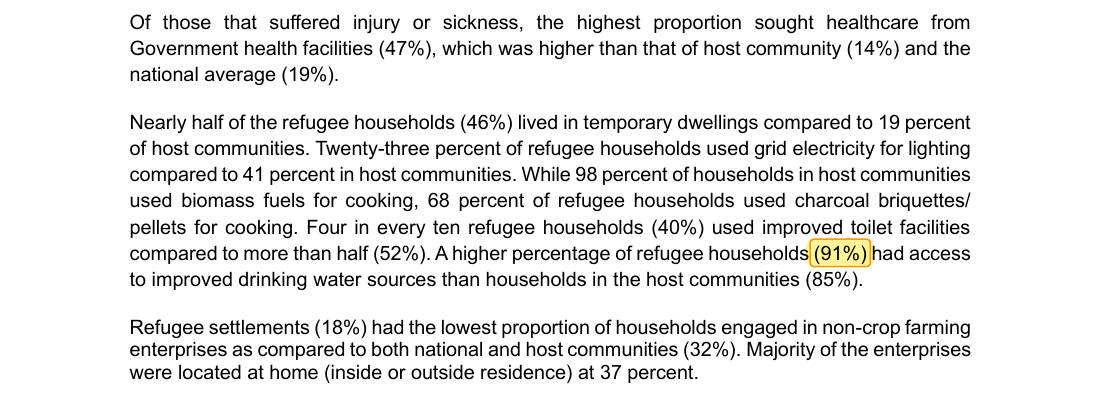 Of those that suffered injury or sickness, the highest proportion sought healthcare from
Government health facilities (47%), which was higher than that of host community (14%) and the
national average (19%).
Nearly half of the refugee households (46%) lived in temporary dwellings compared to 19 percent
of host communities. Twenty-three percent of refugee households used grid electricity for lighting
compared to 41 percent in host communities. While 98 percent of households in host communities
used biomass fuels for cooking, 68 percent of refugee households used charcoal briquettes/
pellets for cooking. Four in every ten refugee households (40%) used improved toilet facilities
compared to more than half (52%). A higher percentage of refugee households (91%) had access
to improved drinking water sources than households in the host communities (85%).
Refugee settlements (18%) had the lowest proportion of households engaged in non-crop farming
enterprises as compared to both national and host communities (32%). Majority of the enterprises
were located at home (inside or outside residence) at 37 percent.